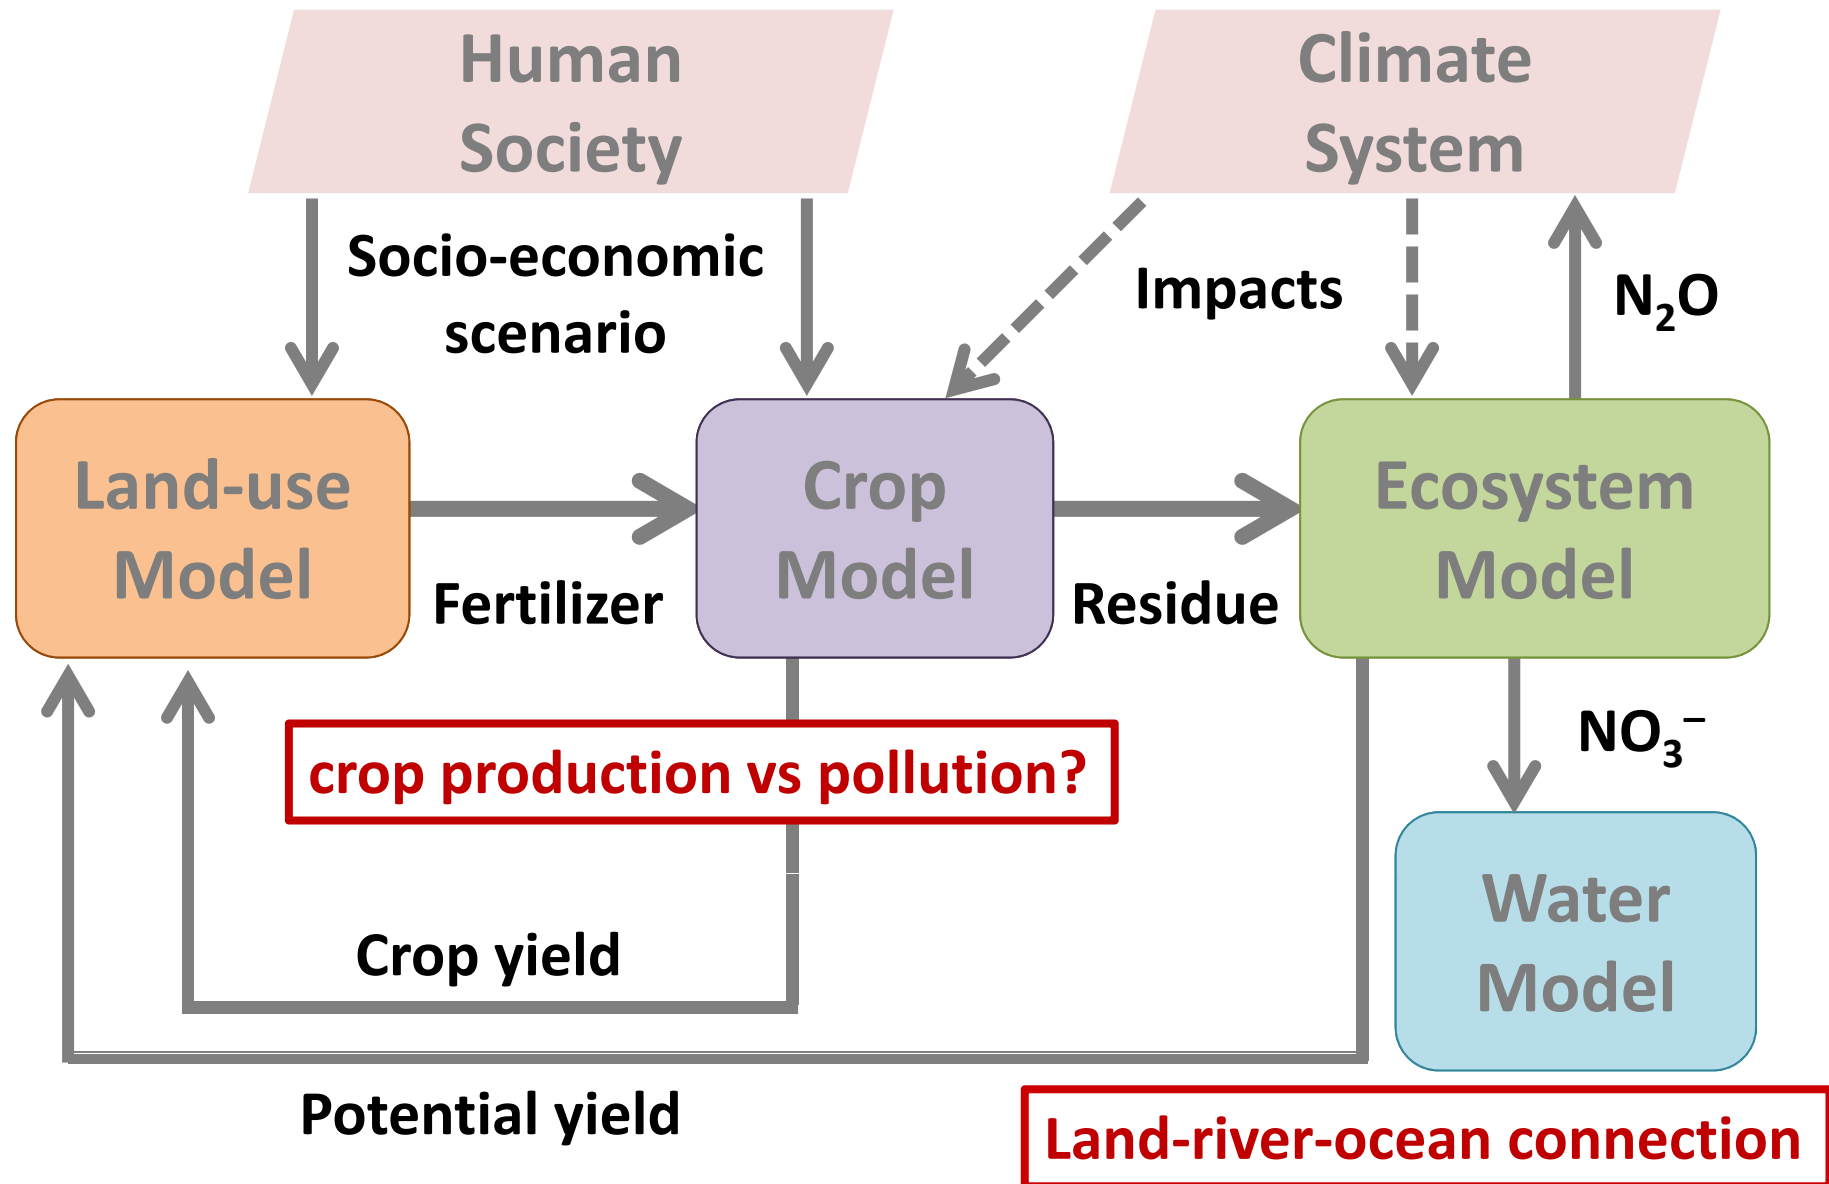 Human
Society
Climate
System
Socio-economic
scenario
Impacts
N₂O
Land-use
Model
Crop
Model
Ecosystem
Model
Fertilizer
Residue
crop production vs pollution?
NO₃⁻
Water
Model
Crop yield
Potential yield
Land-river-ocean connection